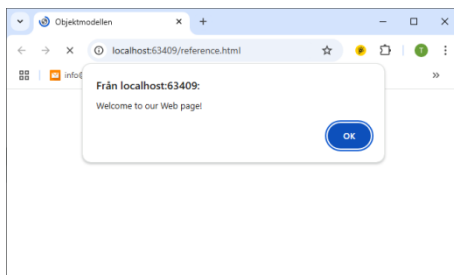 Objektmodellen
localhost:63409/reference.html
T
info
Från localhost:63409:
Welcome to our Web page!
OK